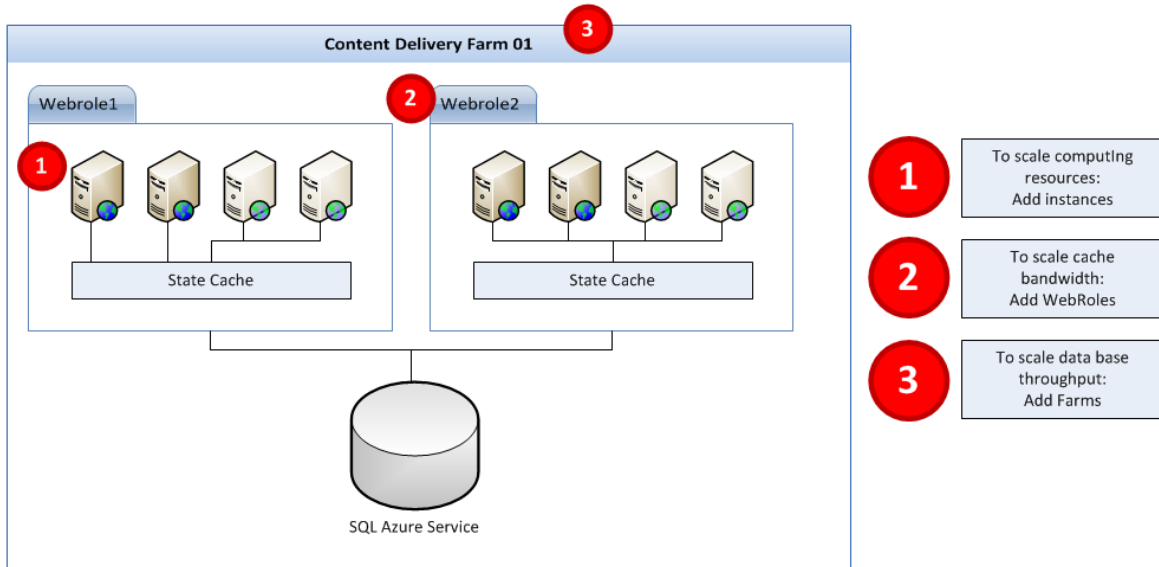 3
Content Delivery Farm 01
Webrole1
2
Webrole2
1
State Cache
State Cache
SQL Azure Service
1
To scale computIng
resources:
Add instances
2
To scale cache
bandwidth:
Add WebRoles
3
To scale data base
throughput:
Add Farms